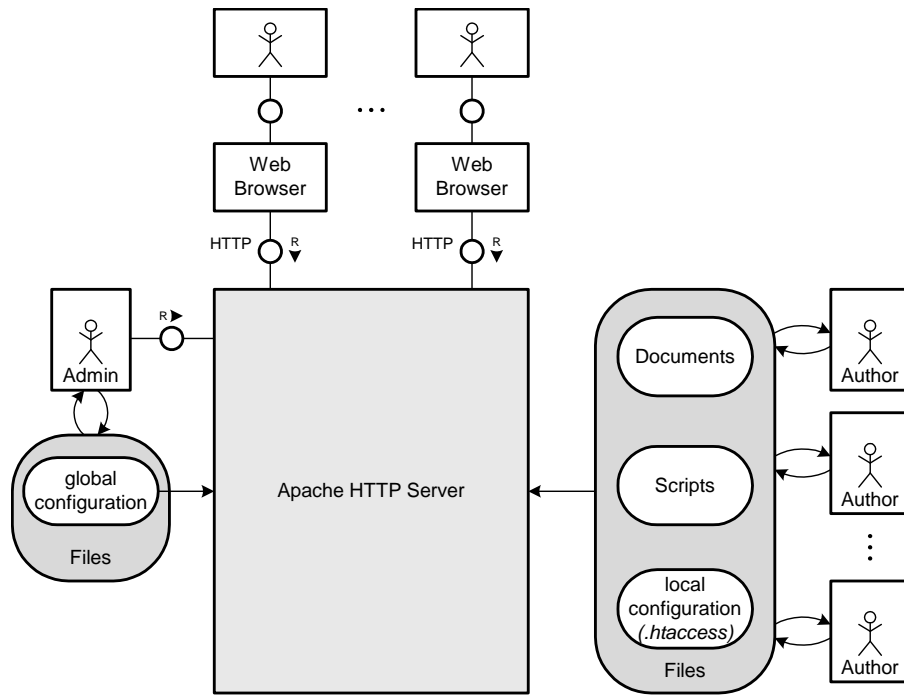 ...
Web
Browser
Web
Browser
HTTP
R
HTTP
R
R
Admin
global
configuration
Files
Apache HTTP Server
Documents
Scripts
local
configuration
(.htaccess)
Files
Author
Author
...
Author